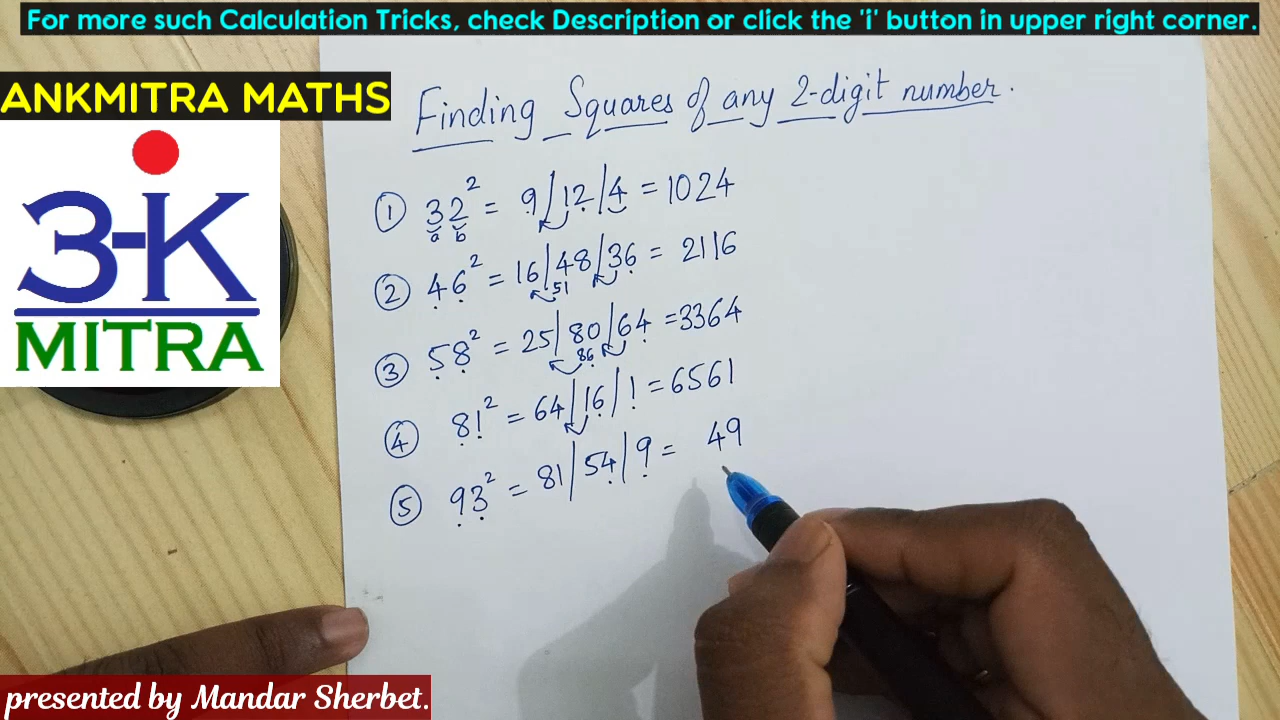 For more such Calculation Tricks, check Description or click the 'i' button in upper right corner.
ANKMITRA MATHS
3-K
MITRA
Finding Squares of any 2-digit number.
① 32² = 9/12/4 = 1024
a b
② 46² = 16/48/36 = 2116
51
③ 58² = 25/80/64 = 3364
86
④ 81² = 64/16/1 = 6561
⑤ 93² = 81/54/9 = 49
presented by Mandar Sherbet.